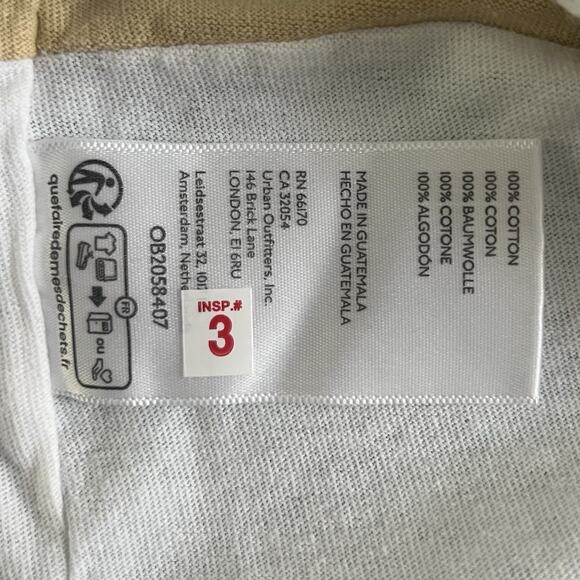 100% COTTON
100% COTON
100% BAUMWOLLE
100% COTONE
100% ALGODÓN
MADE IN GUATEMALA
HECHO EN GUATEMALA
RN 66170
CA 32054
Urban Outfitters, Inc.
146 Brick Lane
LONDON, E1 6RU
Leidsestraat 32, 101
Amsterdam, Nethe
OB2058407
INSP.#
3
FR
ou
quefairedemesdechets.fr